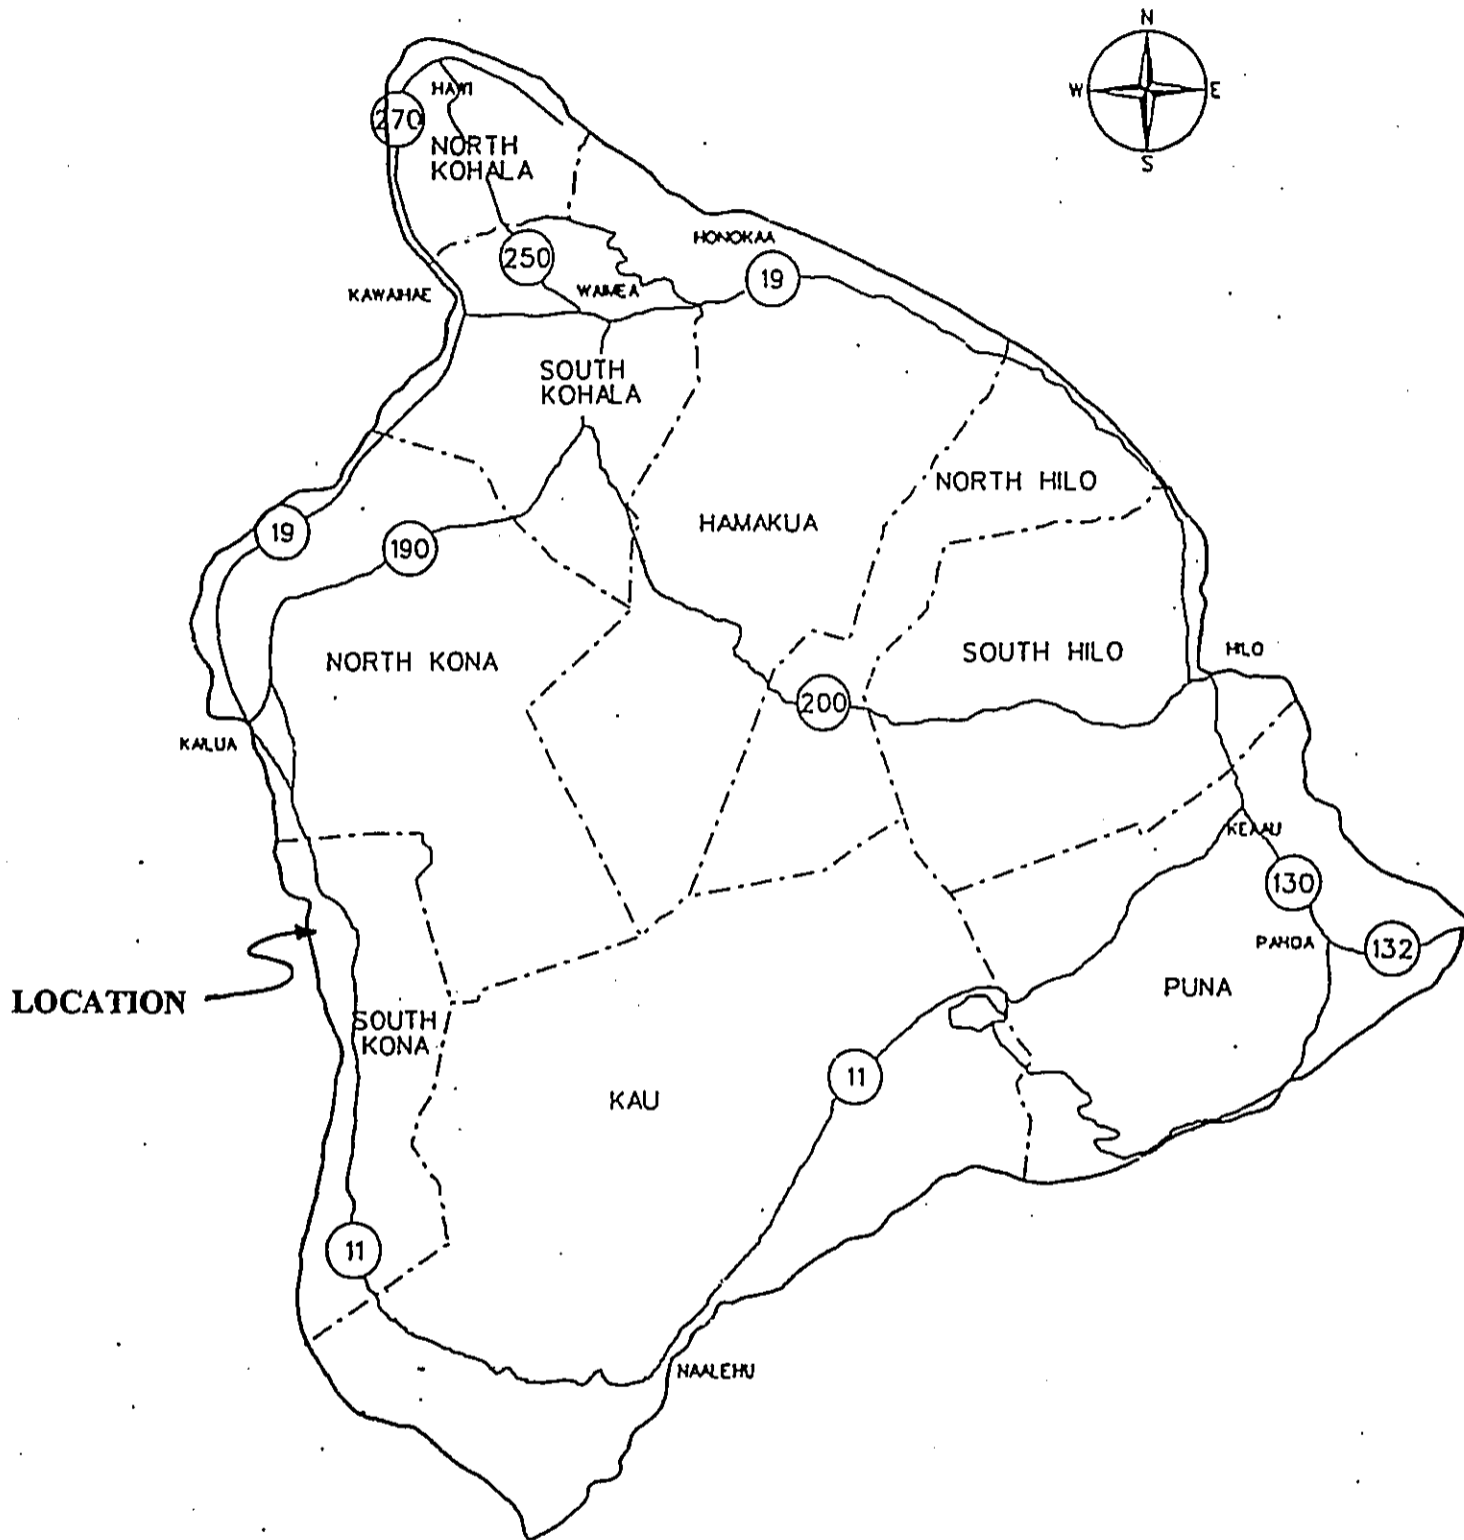 N
W E
S
HAWI
270
NORTH
KOHALA
HONOKAA
250
19
KAWAIHAE
WAIMEA
SOUTH
KOHALA
NORTH HILO
HAMAKUA
19
190
NORTH KONA
SOUTH HILO
HILO
200
KAILUA
KEAAU
130
PAHOA
132
LOCATION
PUNA
SOUTH
KONA
11
KAU
11
NAALEHU